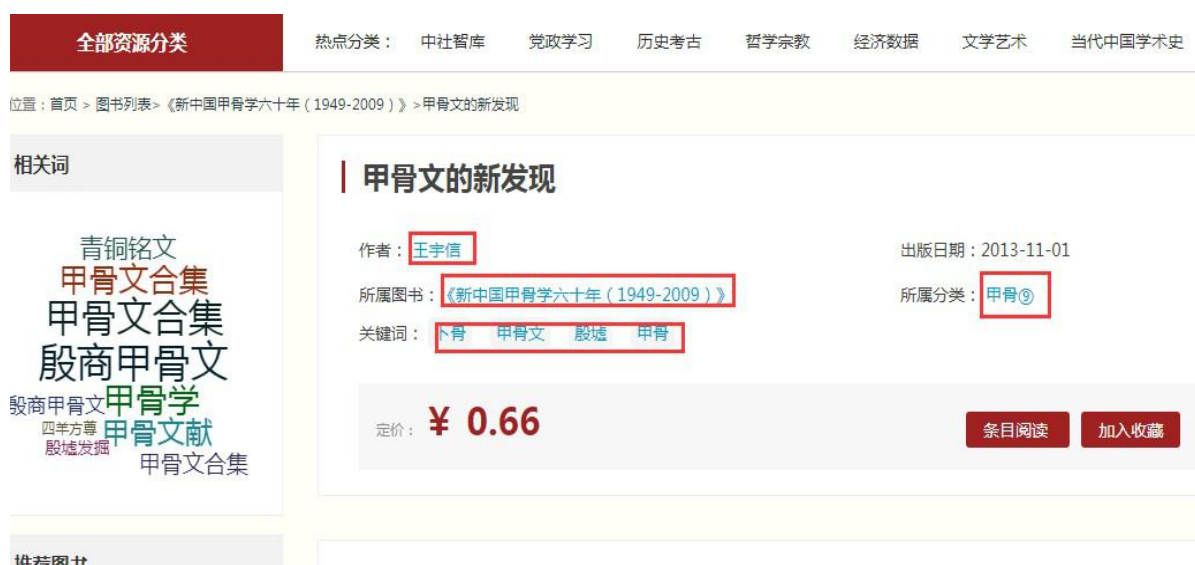 全部资源分类
热点分类： 中社智库 党政学习 历史考古 哲学宗教 经济数据 文学艺术 当代中国学术史
位置：首页 > 图书列表> 《新中国甲骨学六十年（1949-2009）》>甲骨文的新发现
相关词
青铜铭文
甲骨文合集
甲骨文合集
殷商甲骨文
殷商甲骨文 甲骨学
四羊方尊 甲骨文献
殷墟发掘
甲骨文合集
甲骨文的新发现
作者：王宇信
出版日期：2013-11-01
所属图书：《新中国甲骨学六十年（1949-2009）》
所属分类：甲骨⑨
关键词： 卜骨 甲骨文 殷墟 甲骨
定价：¥ 0.66
条目阅读 加入收藏
推荐图书